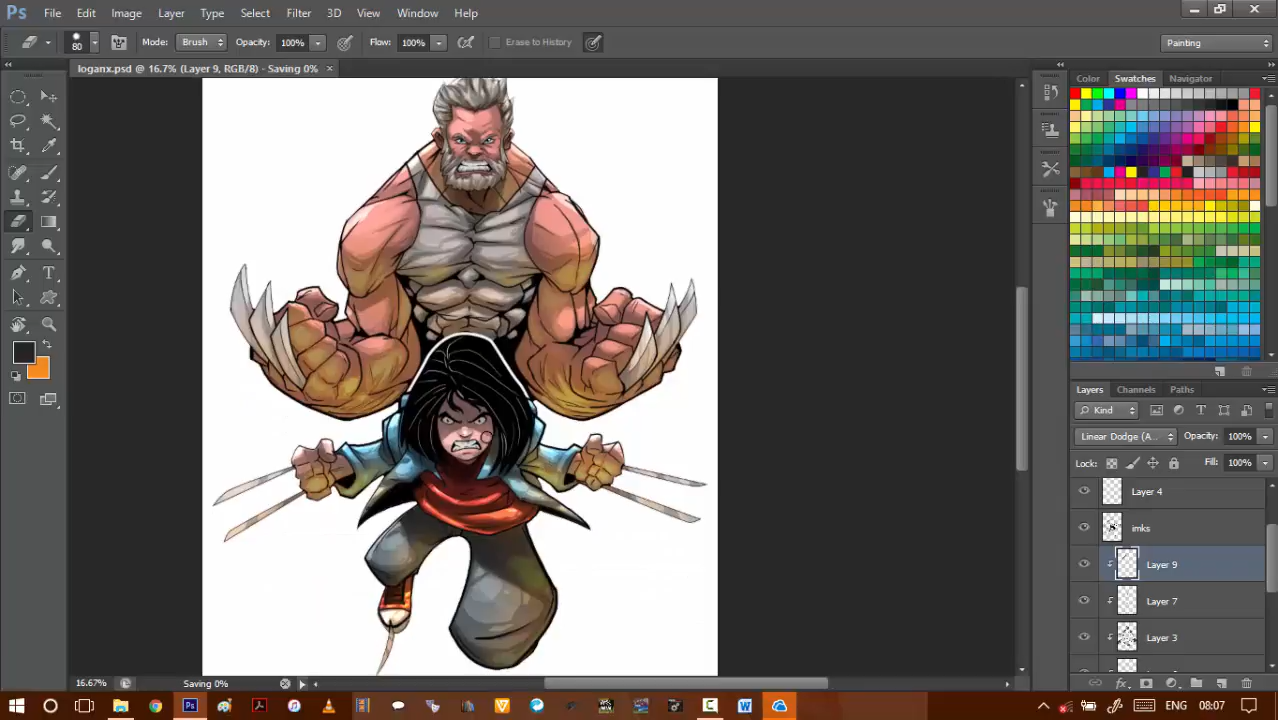 Ps File Edit Image Layer Type Select Filter 3D View Window Help
80 Mode: Brush Opacity: 100% Flow: 100% Erase to History Painting
loganx.psd @ 16.7% (Layer 9, RGB/8) - Saving 0% ×
Color Swatches Navigator
Layers Channels Paths
Kind
Linear Dodge (A... Opacity: 100%
Lock: Fill: 100%
Layer 4
imks
Layer 9
Layer 7
Layer 3
16.67% Saving 0%
ENG 08:07